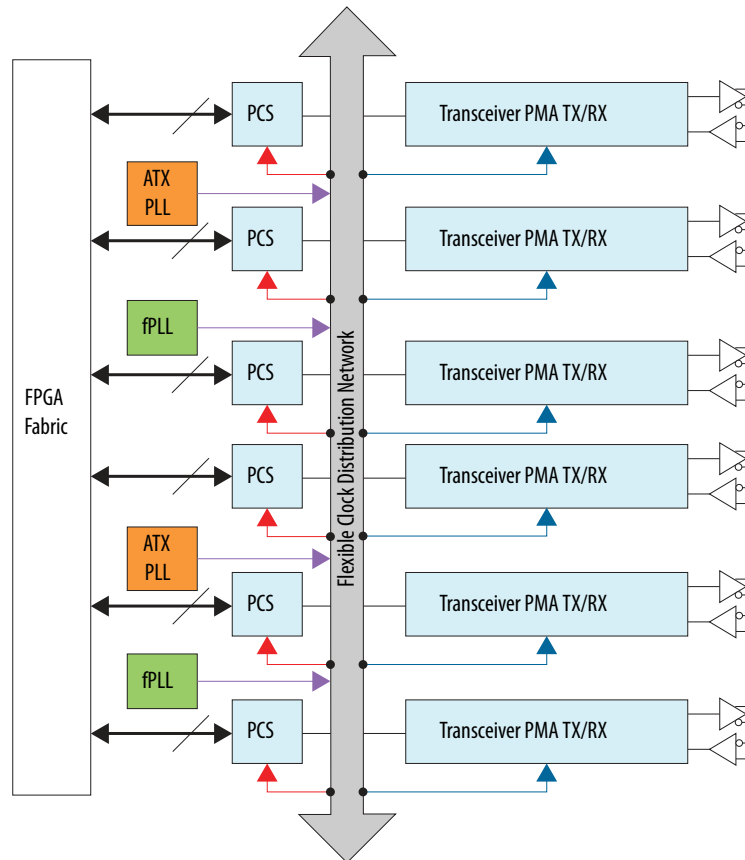 PCS
Transceiver PMA TX/RX
ATX
PLL
PCS
Transceiver PMA TX/RX
fPLL
PCS
Transceiver PMA TX/RX
FPGA
Fabric
Flexible Clock Distribution Network
PCS
Transceiver PMA TX/RX
ATX
PLL
PCS
Transceiver PMA TX/RX
fPLL
PCS
Transceiver PMA TX/RX